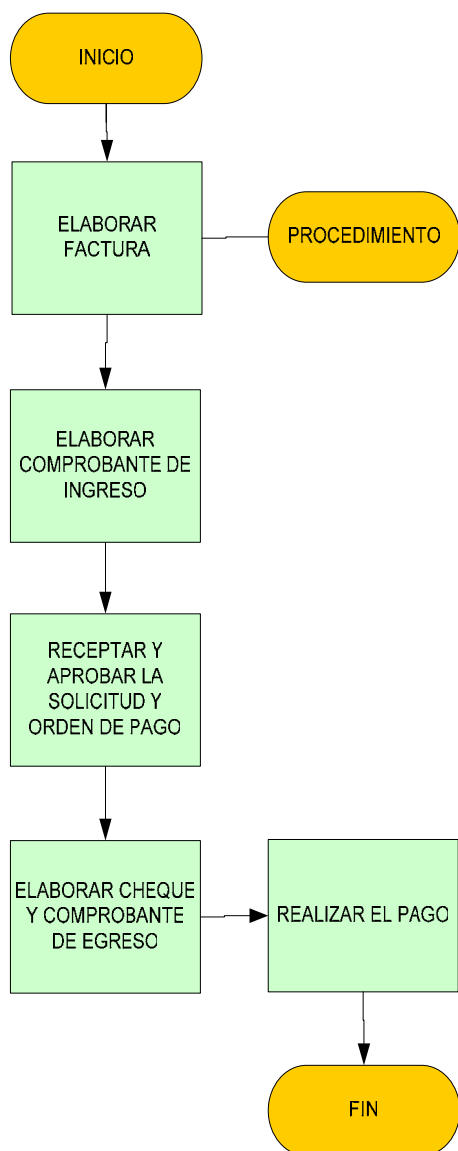 INICIO
ELABORAR
FACTURA
PROCEDIMIENTO
ELABORAR
COMPROBANTE DE
INGRESO
RECEPTAR Y
APROBAR LA
SOLICITUD Y
ORDEN DE PAGO
ELABORAR CHEQUE
Y COMPROBANTE
DE EGRESO
REALIZAR EL PAGO
FIN